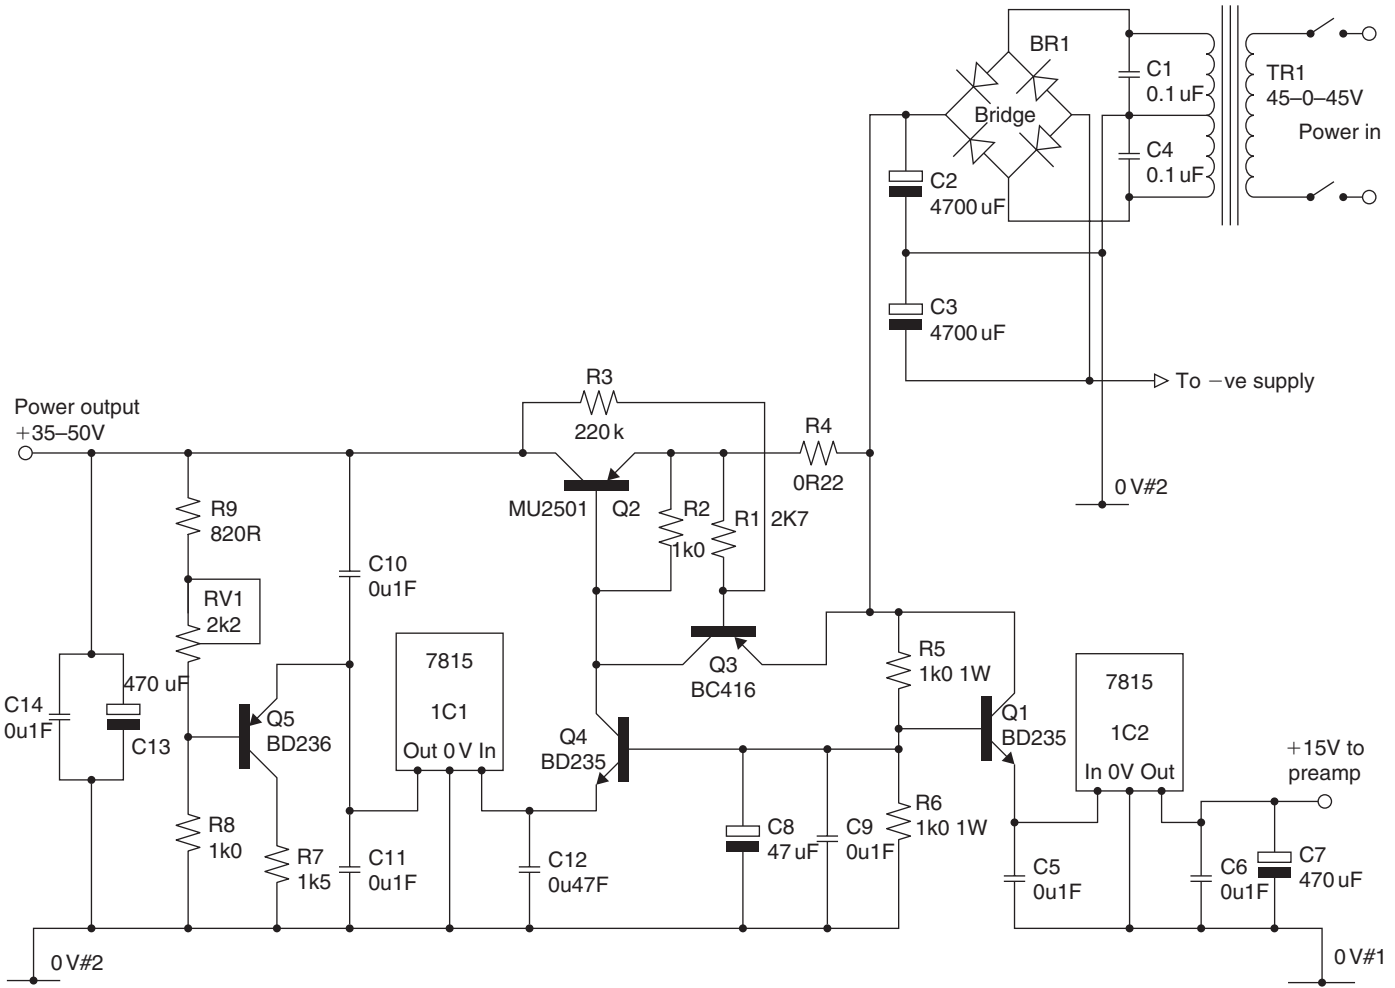 BR1
Bridge
C1
0.1 uF
TR1
45–0–45V
Power in
C4
0.1 uF
C2
4700 uF
C3
4700 uF
To −ve supply
0 V#2
Power output
+35–50V
R3
220 k
R4
0R22
MU2501
Q2
R2
1k0
R1
2K7
R9
820R
RV1
2k2
C10
0u1F
7815
1C1
Out 0 V In
Q3
BC416
R5
1k0 1W
Q1
BD235
7815
1C2
In 0V Out
+15V to
preamp
C14
0u1F
470 uF
C13
Q5
BD236
Q4
BD235
R8
1k0
R7
1k5
C11
0u1F
C12
0u47F
C8
47 uF
C9
0u1F
R6
1k0 1W
C5
0u1F
C6
0u1F
C7
470 uF
0 V#2
0 V#1